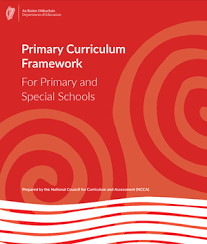 An Roinn Oideachais
Department of Education
Primary Curriculum
Framework
For Primary and
Special Schools
Prepared by the National Council for Curriculum and Assessment (NCCA)